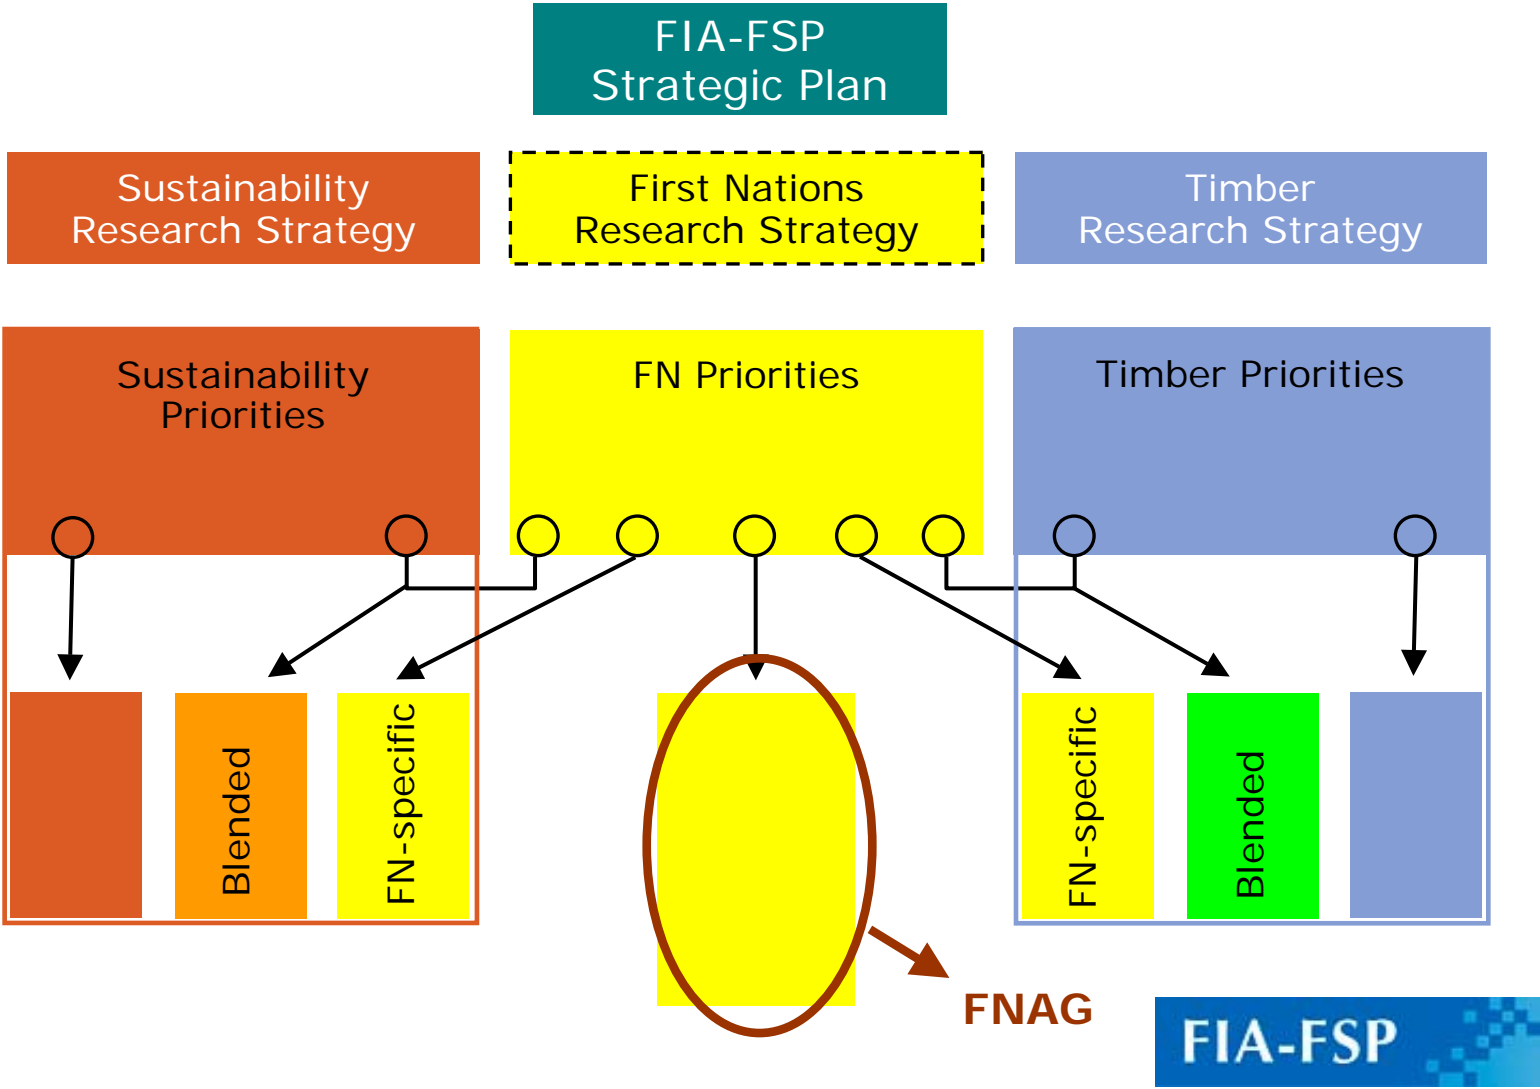 FIA-FSP
Strategic Plan
Sustainability
Research Strategy
First Nations
Research Strategy
Timber
Research Strategy
Sustainability
Priorities
FN Priorities
Timber Priorities
Blended
FN-specific
FN-specific
Blended
FNAG
FIA-FSP